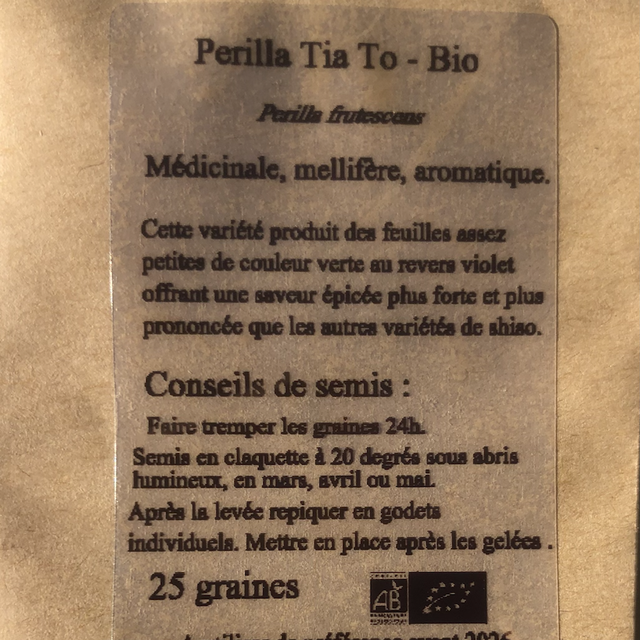 Perilla Tia To - Bio
Perilla frutescens
Médicinale, mellifère, aromatique.
Cette variété produit des feuilles assez
petites de couleur verte au revers violet
offrant une saveur épicée plus forte et plus
prononcée que les autres variétés de shiso.
Conseils de semis :
Faire tremper les graines 24h.
Semis en claquette à 20 degrés sous abris
lumineux, en mars, avril ou mai.
Après la levée repiquer en godets
individuels. Mettre en place après les gelées .
25 graines
AB